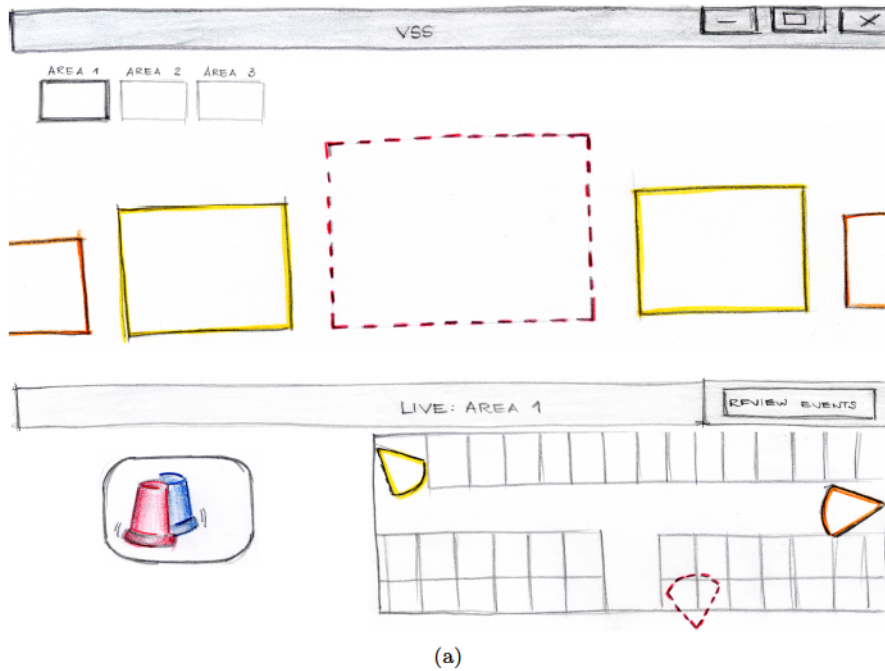 VSS
AREA 1 AREA 2 AREA 3
LIVE: AREA 1
REVIEW EVENTS
(a)